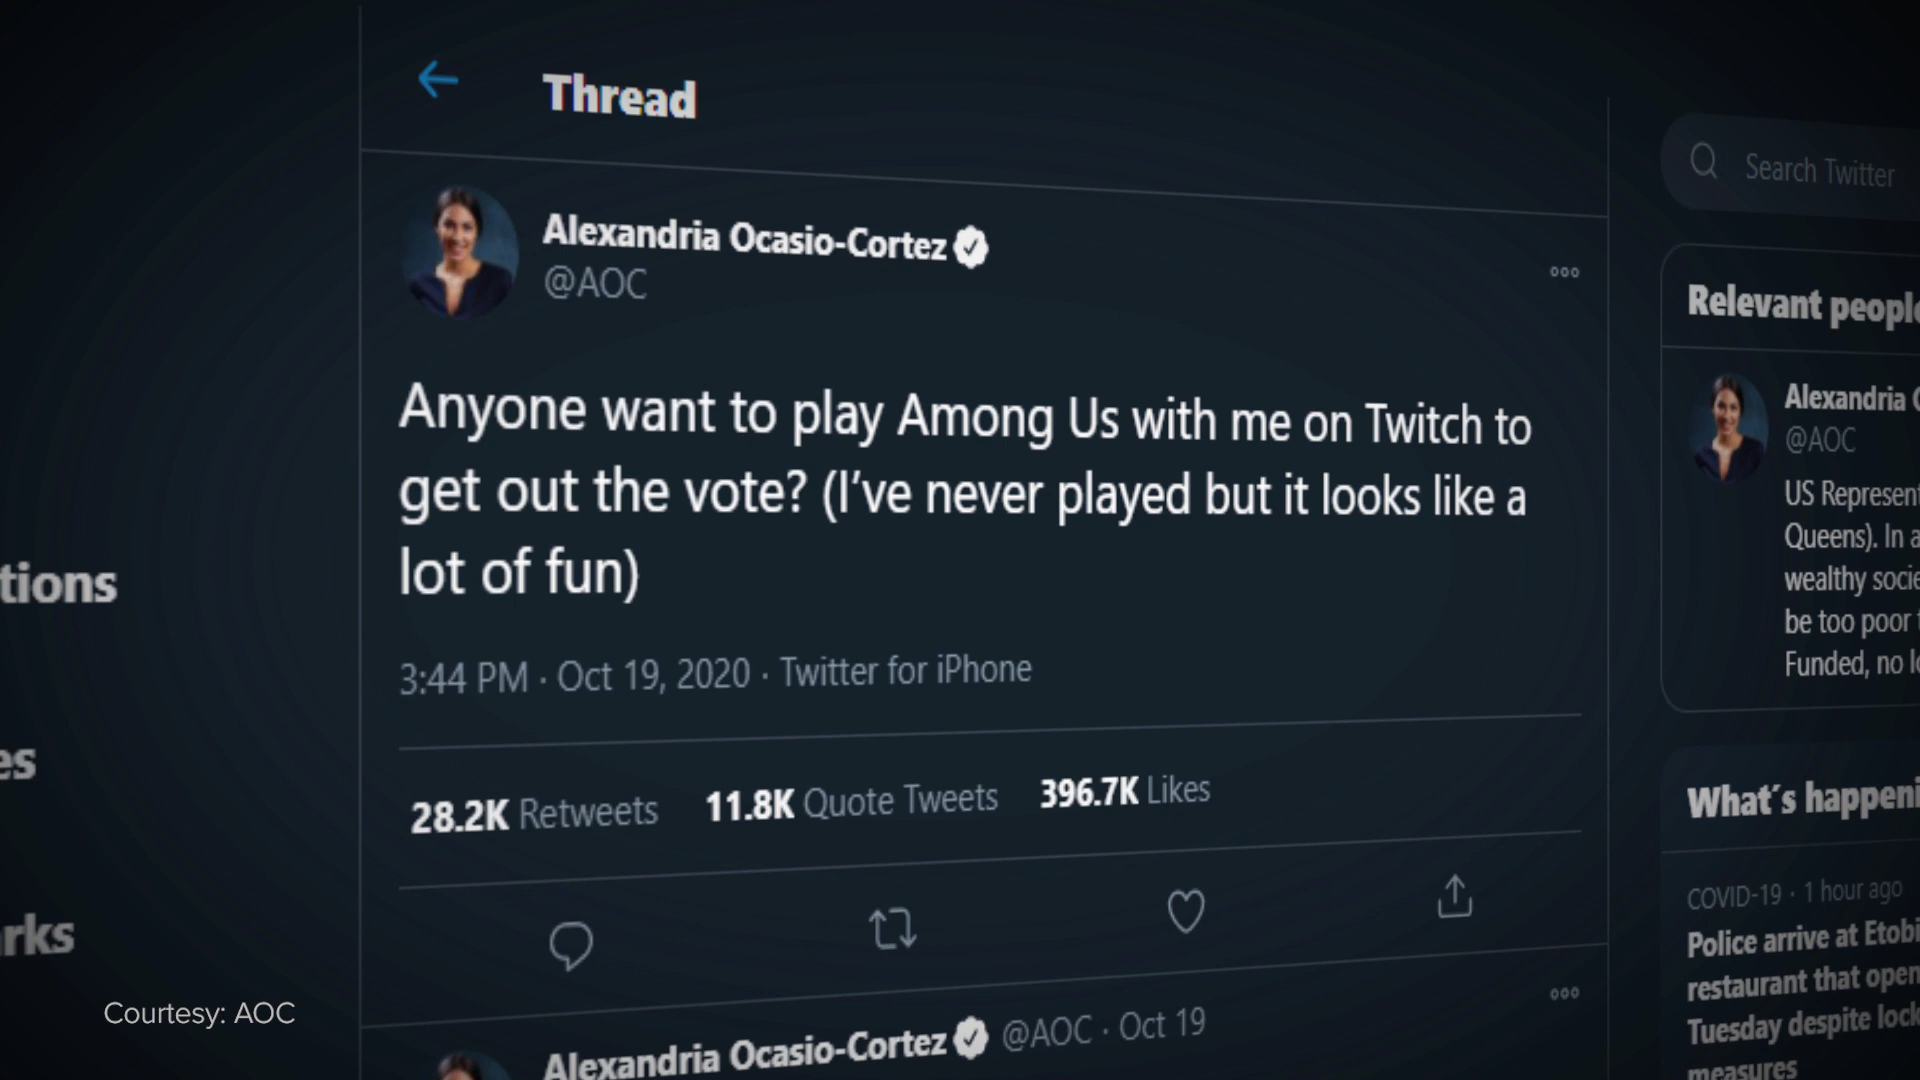 Thread
Search Twitter
Alexandria Ocasio-Cortez
@AOC
Relevant people
Anyone want to play Among Us with me on Twitch to
get out the vote? (I've never played but it looks like a
lot of fun)
3:44 PM · Oct 19, 2020 · Twitter for iPhone
28.2K Retweets 11.8K Quote Tweets 396.7K Likes
Alexandria Ocasio-Cortez @AOC · Oct 19
tions
es
rks
Courtesy: AOC
Alexandria
@AOC
US Represent
Queens). In a
wealthy socie
be too poor
Funded, no
What´s happeni
COVID-19 · 1 hour ago
Police arrive at Etobi
restaurant that open
Tuesday despite lock
measures